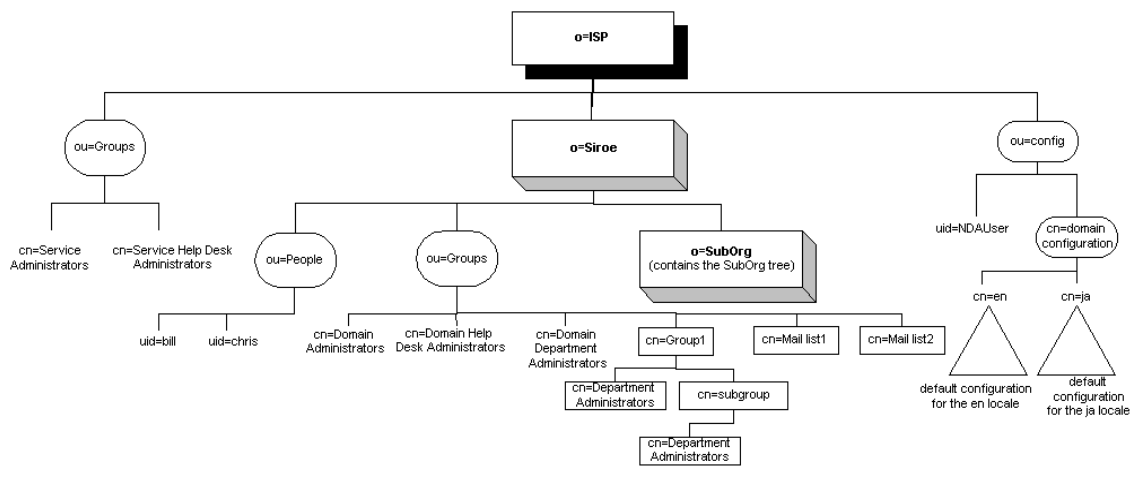 o=ISP
ou=Groups
o=Siroe
ou=config
cn=Service
Administrators
cn=Service Help Desk
Administrators
ou=People
ou=Groups
o=SubOrg
(contains the SubOrg tree)
uid=NDAUser
cn=domain
configuration
uid=bill
uid=chris
cn=Domain
Administrators
cn=Domain Help
Desk Administrators
cn=Domain
Department
Administrators
cn=Group1
cn=Mail list1
cn=Mail list2
cn=en
cn=ja
cn=Department
Administrators
cn=subgroup
cn=Department
Administrators
default configuration
for the en locale
default
configuration
for the ja locale